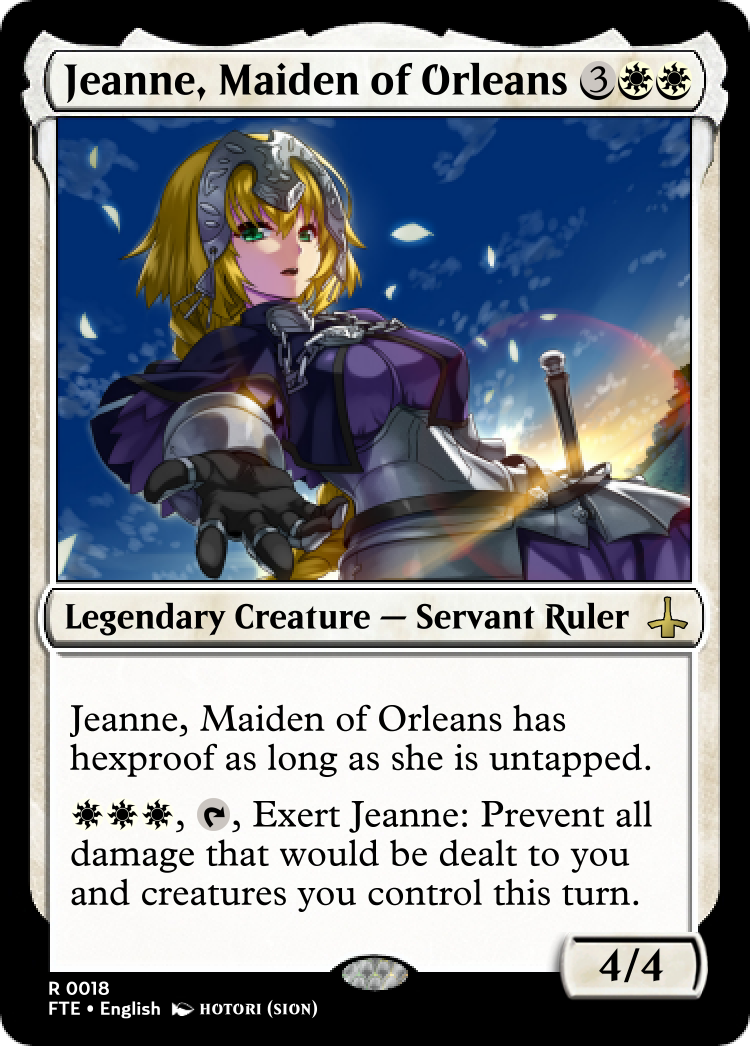 Jeanne, Maiden of Orleans 3
Legendary Creature — Servant Ruler
Jeanne, Maiden of Orleans has
hexproof as long as she is untapped.
, , Exert Jeanne: Prevent all
damage that would be dealt to you
and creatures you control this turn.
4/4
R 0018
FTE • English HOTORI (SION)